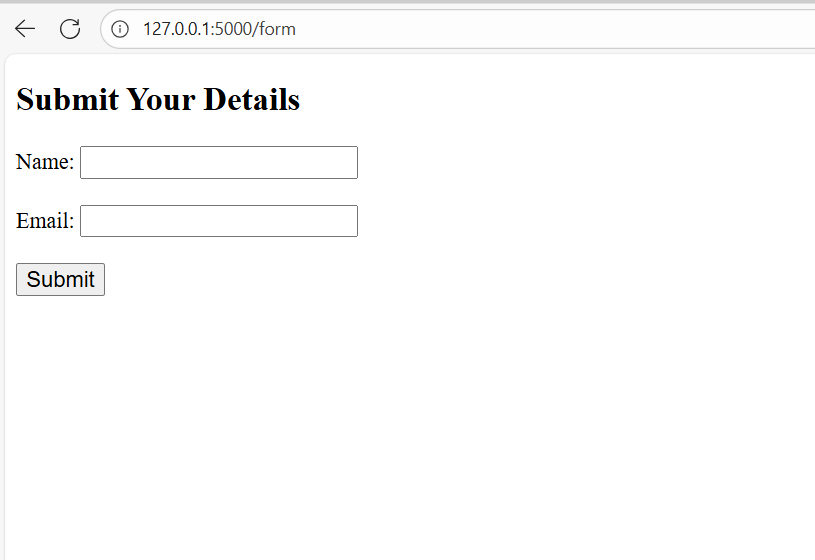 127.0.0.1:5000/form
Submit Your Details
Name:
Email:
Submit